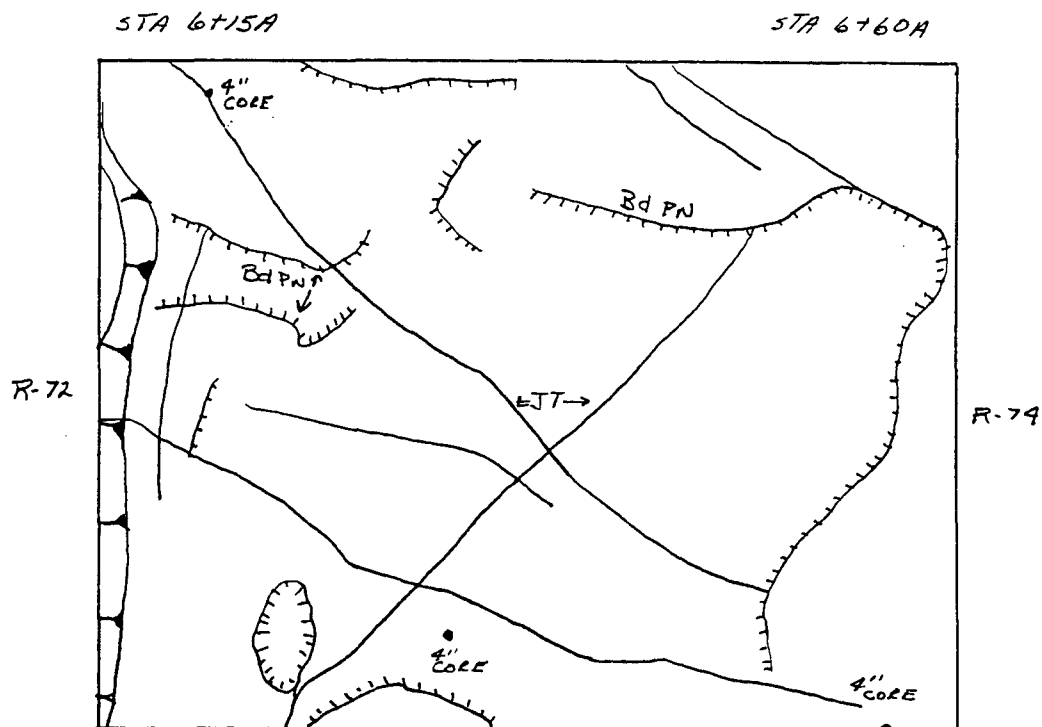 STA 6+15A
STA 6+60A
4"
CORE
Bd PN
Bd PN
R-72
JT
R-74
4"
CORE
4"
CORE